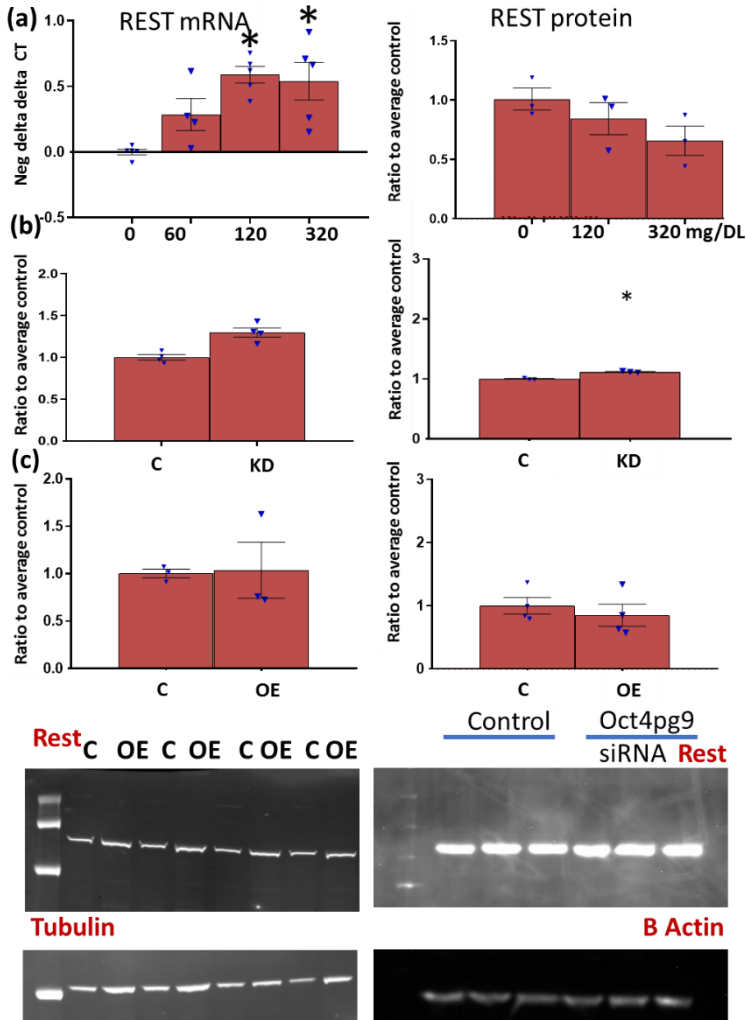 (a)
REST mRNA
REST protein
Neg delta delta CT
1.0
0.5
0.0
-0.5
*
*
0 60 120 320
Ratio to average control
1.5
1.0
0.5
0.0
0 120 320 mg/DL
(b)
Ratio to average control
2.0
1.5
1.0
0.5
0.0
C KD
Ratio to average control
3
2
1
0
*
C KD
(c)
Ratio to average control
2.0
1.5
1.0
0.5
0.0
C OE
Ratio to average control
3
2
1
0
C OE
Rest C OE C OE C OE C OE
Control Oct4pg9
siRNA Rest
Tubulin
B Actin